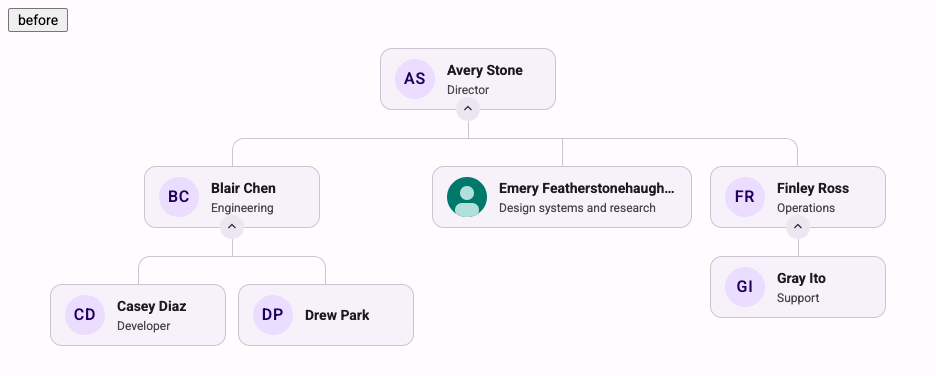 before
AS
Avery Stone
Director
BC
Blair Chen
Engineering
Emery Featherstonehaugh...
Design systems and research
FR
Finley Ross
Operations
CD
Casey Diaz
Developer
DP
Drew Park
GI
Gray Ito
Support